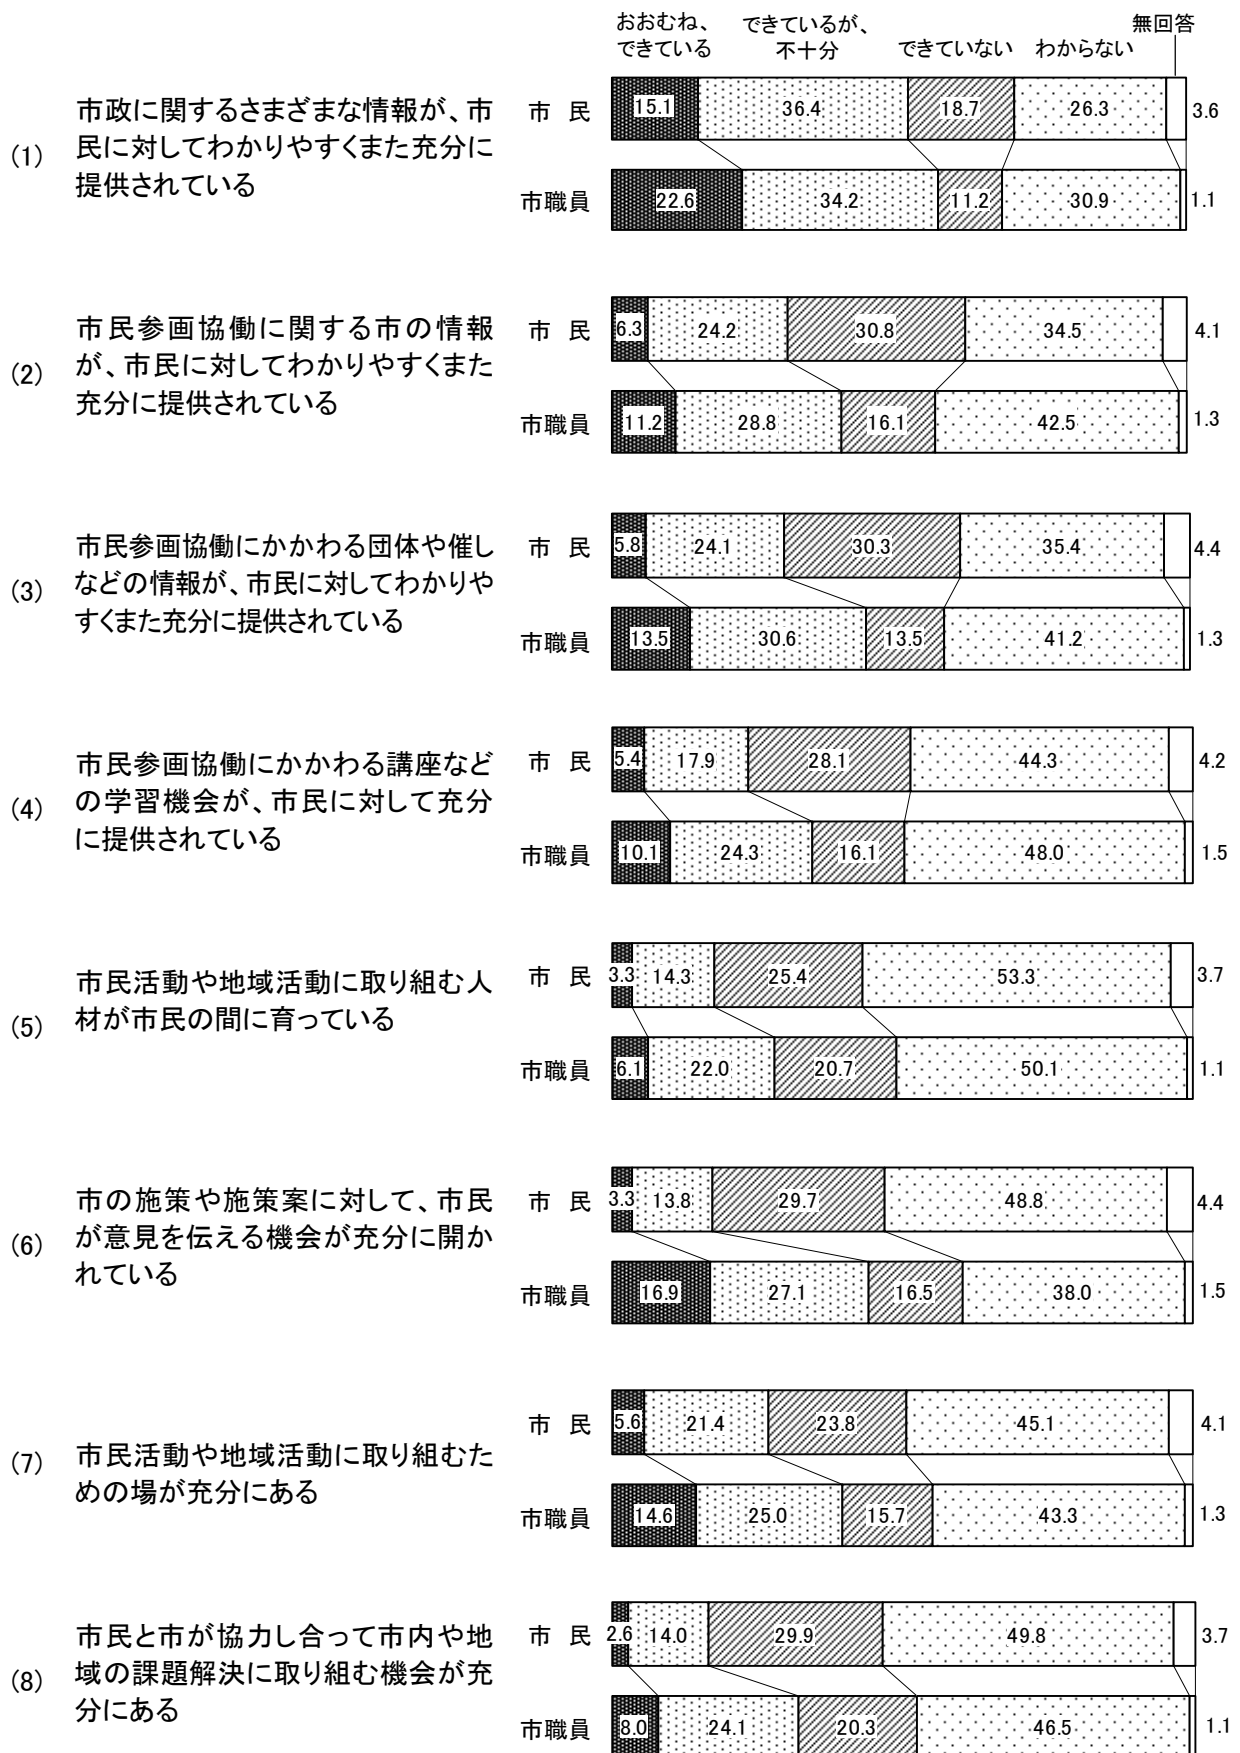 おおむね、
できている
できているが、
不十分
できていない
わからない
無回答
(1)
市政に関するさまざまな情報が、市
民に対してわかりやすくまた充分に
提供されている
市 民
15.1 36.4 18.7 26.3 3.6
市職員
22.6 34.2 11.2 30.9 1.1
(2)
市民参画協働に関する市の情報
が、市民に対してわかりやすくまた
充分に提供されている
市 民
6.3 24.2 30.8 34.5 4.1
市職員
11.2 28.8 16.1 42.5 1.3
(3)
市民参画協働にかかわる団体や催し
などの情報が、市民に対してわかりや
すくまた充分に提供されている
市 民
5.8 24.1 30.3 35.4 4.4
市職員
13.5 30.6 13.5 41.2 1.3
(4)
市民参画協働にかかわる講座など
の学習機会が、市民に対して充分
に提供されている
市 民
5.4 17.9 28.1 44.3 4.2
市職員
10.1 24.3 16.1 48.0 1.5
(5)
市民活動や地域活動に取り組む人
材が市民の間に育っている
市 民
3.3 14.3 25.4 53.3 3.7
市職員
6.1 22.0 20.7 50.1 1.1
(6)
市の施策や施策案に対して、市民
が意見を伝える機会が充分に開か
れている
市 民
3.3 13.8 29.7 48.8 4.4
市職員
16.9 27.1 16.5 38.0 1.5
(7)
市民活動や地域活動に取り組むた
めの場が充分にある
市 民
5.6 21.4 23.8 45.1 4.1
市職員
14.6 25.0 15.7 43.3 1.3
(8)
市民と市が協力し合って市内や地
域の課題解決に取り組む機会が充
分にある
市 民
2.6 14.0 29.9 49.8 3.7
市職員
8.0 24.1 20.3 46.5 1.1